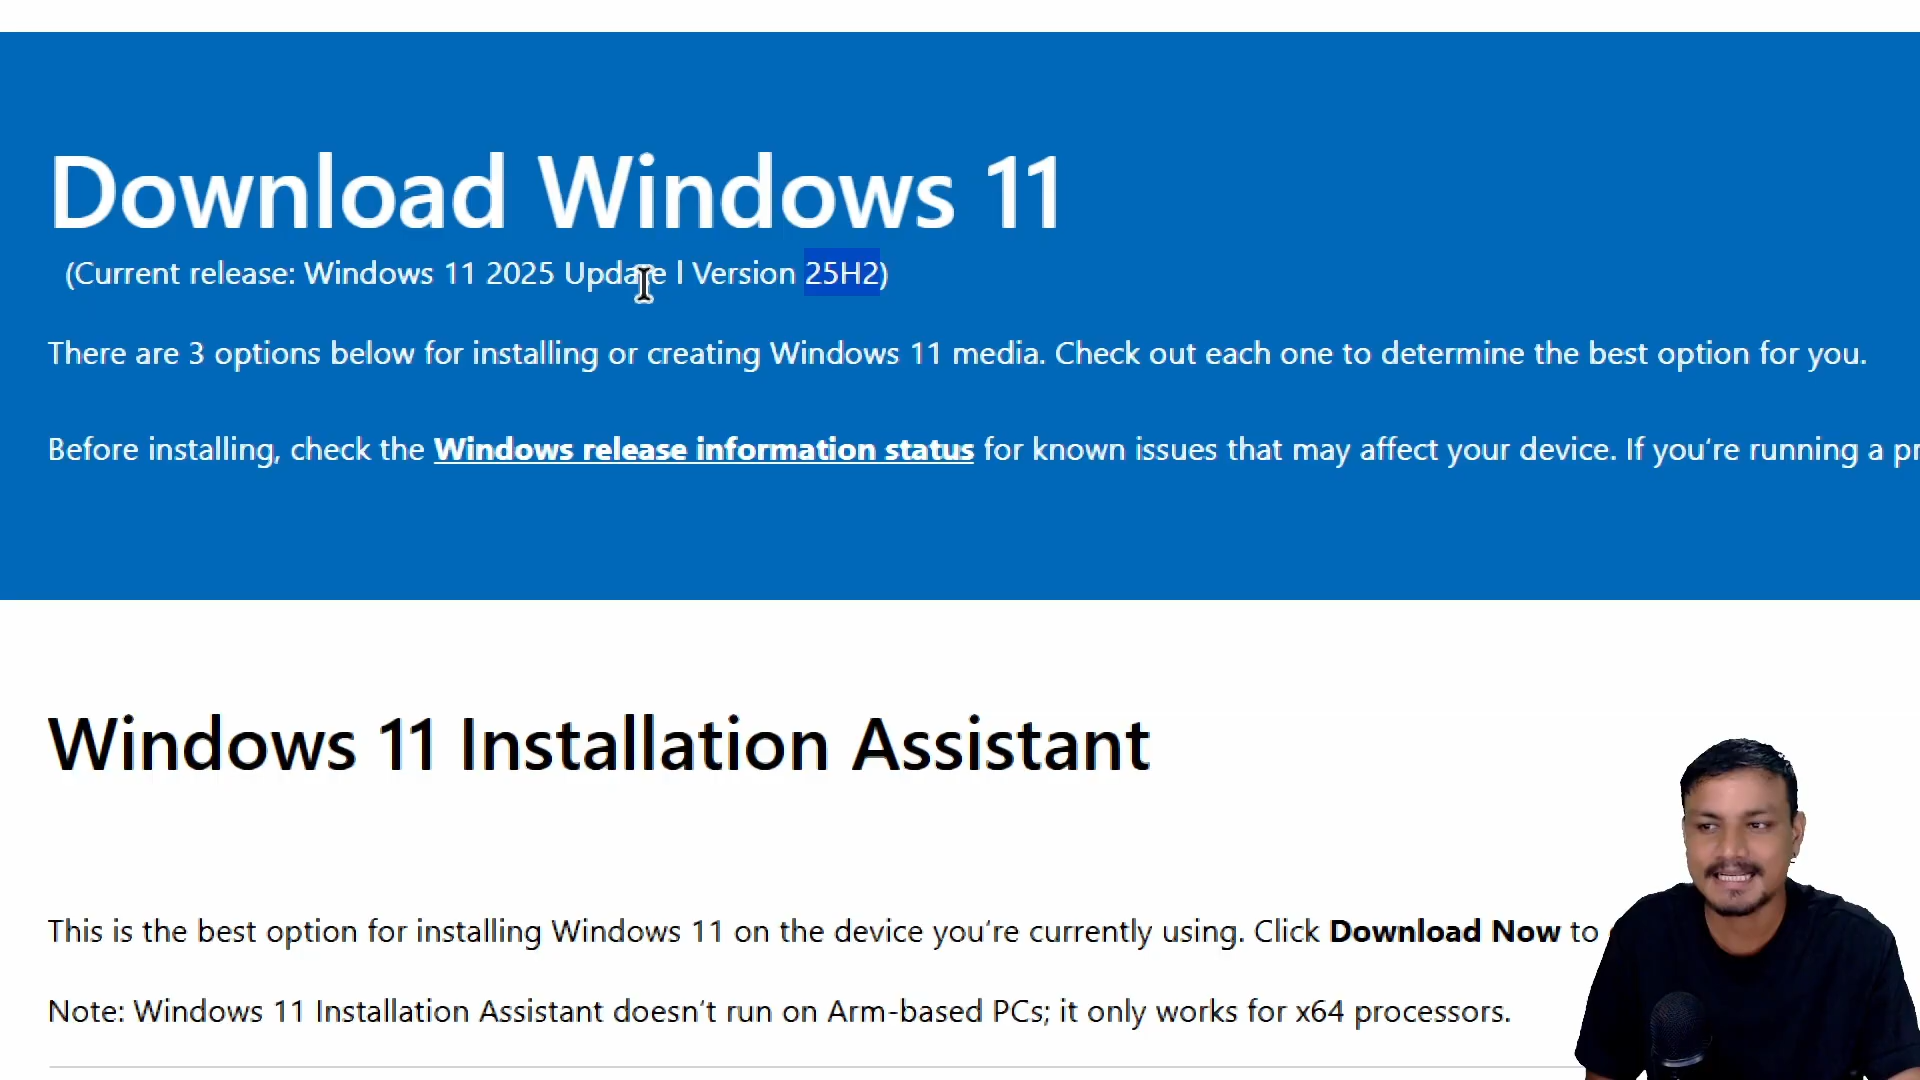 Download Windows 11
(Current release: Windows 11 2025 Update l Version 25H2)
There are 3 options below for installing or creating Windows 11 media. Check out each one to determine the best option for you.
Before installing, check the Windows release information status for known issues that may affect your device. If you're running a
Windows 11 Installation Assistant
This is the best option for installing Windows 11 on the device you're currently using. Click Download Now to
Note: Windows 11 Installation Assistant doesn't run on Arm-based PCs; it only works for x64 processors.